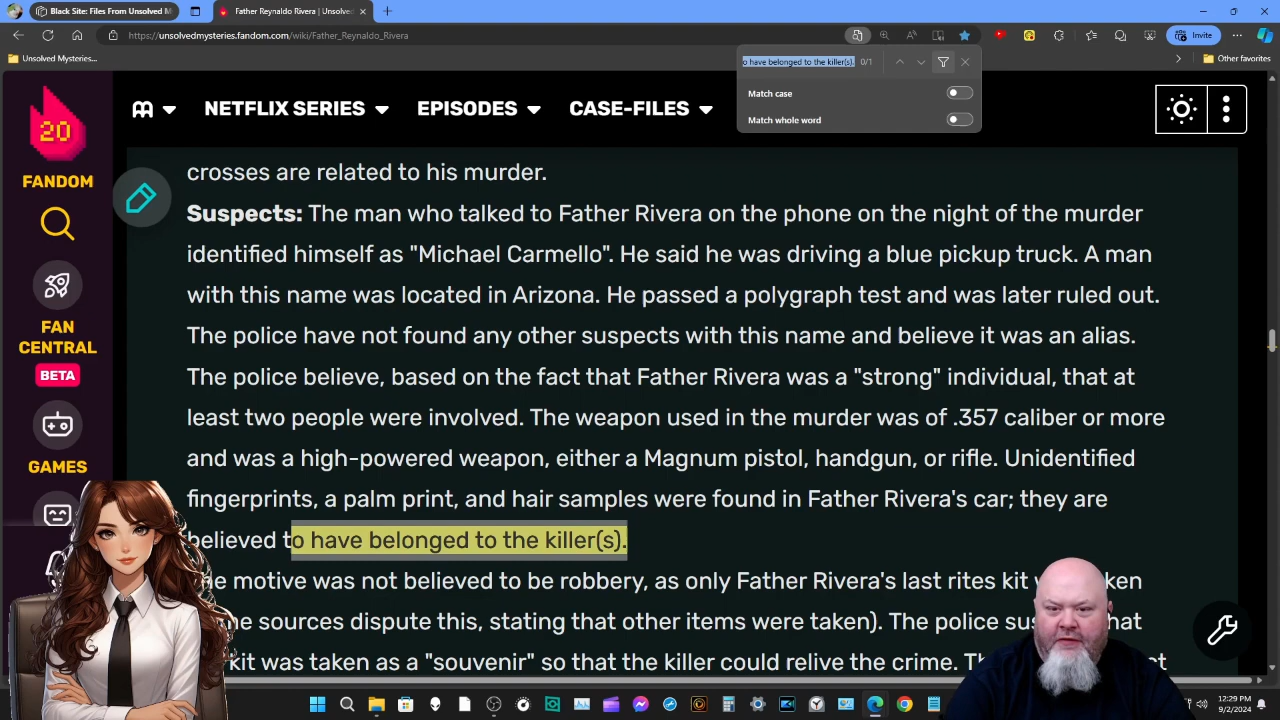 Black Site: Files From Unsolved M
Father Reynaldo Rivera | Unsolved
https://unsolvedmysteries.fandom.com/wiki/Father_Reynaldo_Rivera
Invite
Unsolved Mysteries...
Other favorites
o have belonged to the killer(s).
0/1
Match case
Match whole word
20
FANDOM
FAN
CENTRAL
BETA
GAMES
NETFLIX SERIES
EPISODES
CASE-FILES
crosses are related to his murder.
Suspects: The man who talked to Father Rivera on the phone on the night of the murder
identified himself as "Michael Carmello". He said he was driving a blue pickup truck. A man
with this name was located in Arizona. He passed a polygraph test and was later ruled out.
The police have not found any other suspects with this name and believe it was an alias.
The police believe, based on the fact that Father Rivera was a "strong" individual, that at
least two people were involved. The weapon used in the murder was of .357 caliber or more
and was a high-powered weapon, either a Magnum pistol, handgun, or rifle. Unidentified
fingerprints, a palm print, and hair samples were found in Father Rivera's car; they are
believed to have belonged to the killer(s).
motive was not believed to be robbery, as only Father Rivera's last rites kit
sources dispute this, stating that other items were taken). The police
kit was taken as a "souvenir" so that the killer could relive the crime.
12:29 PM
9/2/2024